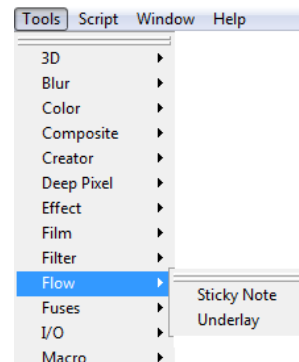 Tools Script Window Help
3D
Blur
Color
Composite
Creator
Deep Pixel
Effect
Film
Filter
Flow
Sticky Note
Fuses
Underlay
I/O
Macro